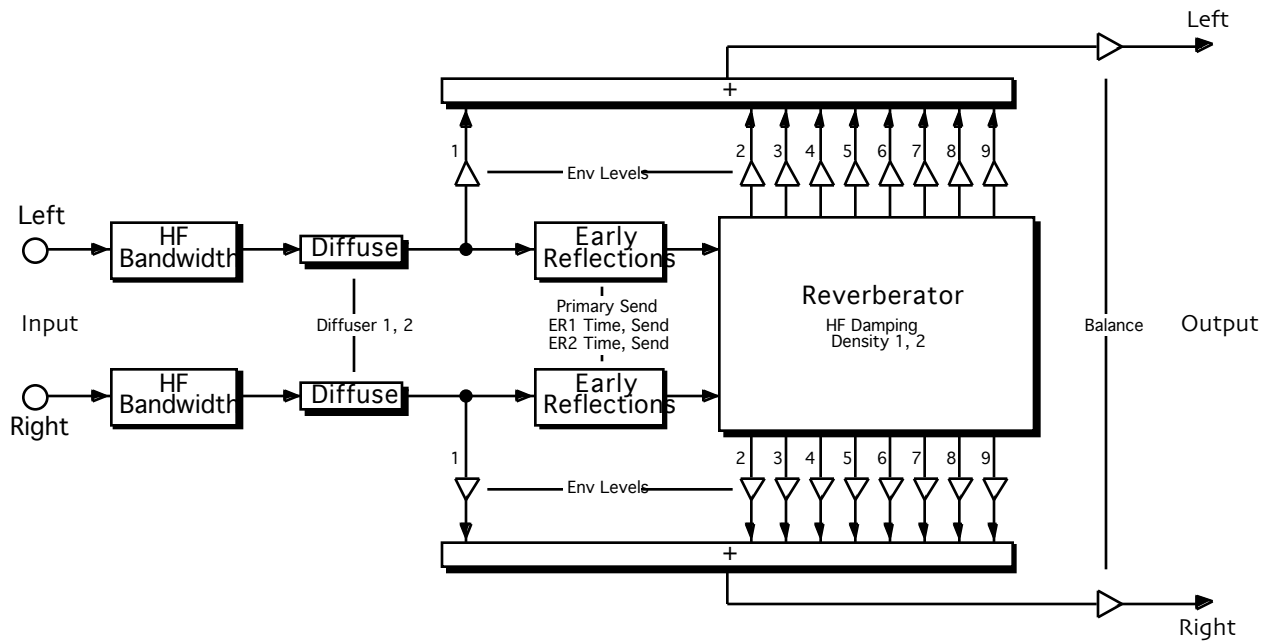 Left
+
1
2 3 4 5 6 7 8 9
Env Levels
Left
HF
Bandwidth
Diffuse
Early
Reflections
Primary Send
ER1 Time, Send
ER2 Time, Send
Reverberator
HF Damping
Density 1, 2
Input
Diffuser 1, 2
Balance
Output
HF
Bandwidth
Diffuse
Early
Reflections
Right
1
2 3 4 5 6 7 8 9
Env Levels
+
Right